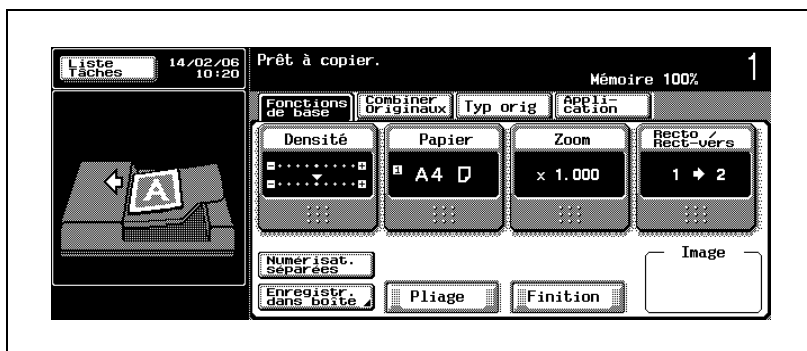 Liste
Tâches
14/02/06
10:20
Prêt à copier.
Mémoire 100%
1
Fonctions
de base
Combiner
Originaux
Typ orig
Appli-
cation
Densité
Papier
Zoom
Recto /
Rect-vers
1 A4
x 1.000
1 → 2
A
Numérisat.
séparées
Enregistr.
dans boîte
Pliage
Finition
Image